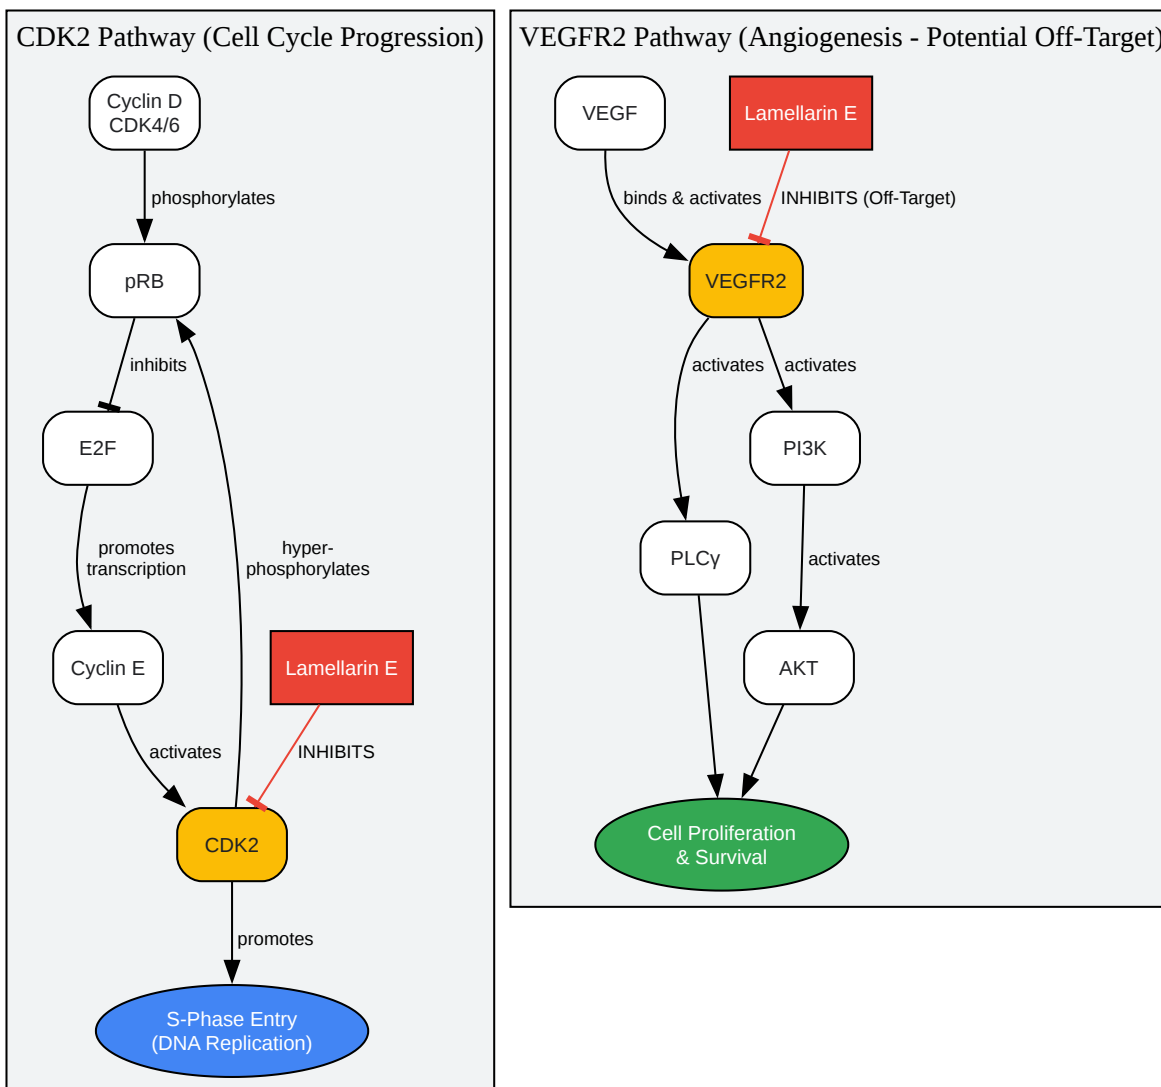 CDK2 Pathway (Cell Cycle Progression)
Cyclin D
CDK4/6
phosphorylates
pRB
inhibits
E2F
promotes
transcription
hyper-
phosphorylates
Cyclin E
Lamellarin E
activates
INHIBITS
CDK2
promotes
S-Phase Entry
(DNA Replication)
VEGFR2 Pathway (Angiogenesis - Potential Off-Target)
VEGF
Lamellarin E
binds & activates
INHIBITS (Off-Target)
VEGFR2
activates
activates
PI3K
PLCγ
activates
AKT
Cell Proliferation
& Survival